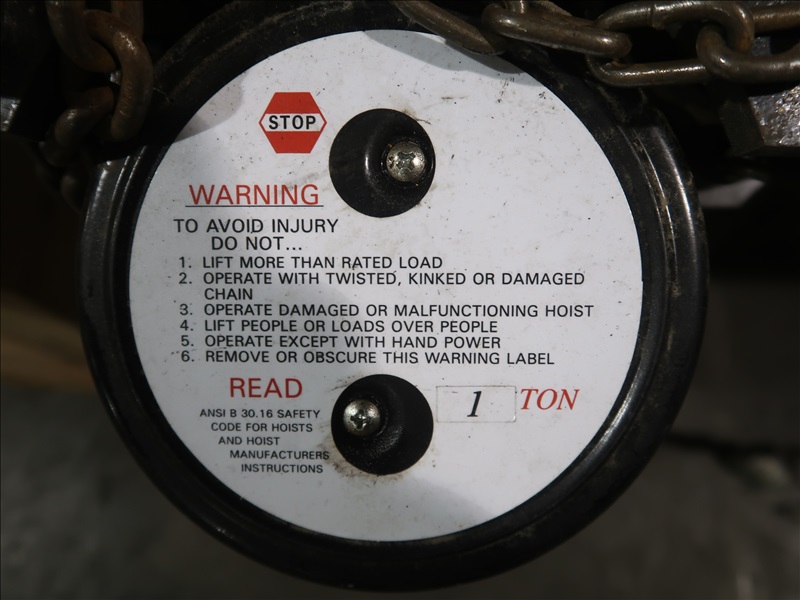 STOP
WARNING
TO AVOID INJURY
DO NOT...
1. LIFT MORE THAN RATED LOAD
2. OPERATE WITH TWISTED, KINKED OR DAMAGED
CHAIN
3. OPERATE DAMAGED OR MALFUNCTIONING HOIST
4. LIFT PEOPLE OR LOADS OVER PEOPLE
5. OPERATE EXCEPT WITH HAND POWER
6. REMOVE OR OBSCURE THIS WARNING LABEL
READ
ANSI B 30.16 SAFETY
CODE FOR HOISTS
AND HOIST
MANUFACTURERS
INSTRUCTIONS
1 TON